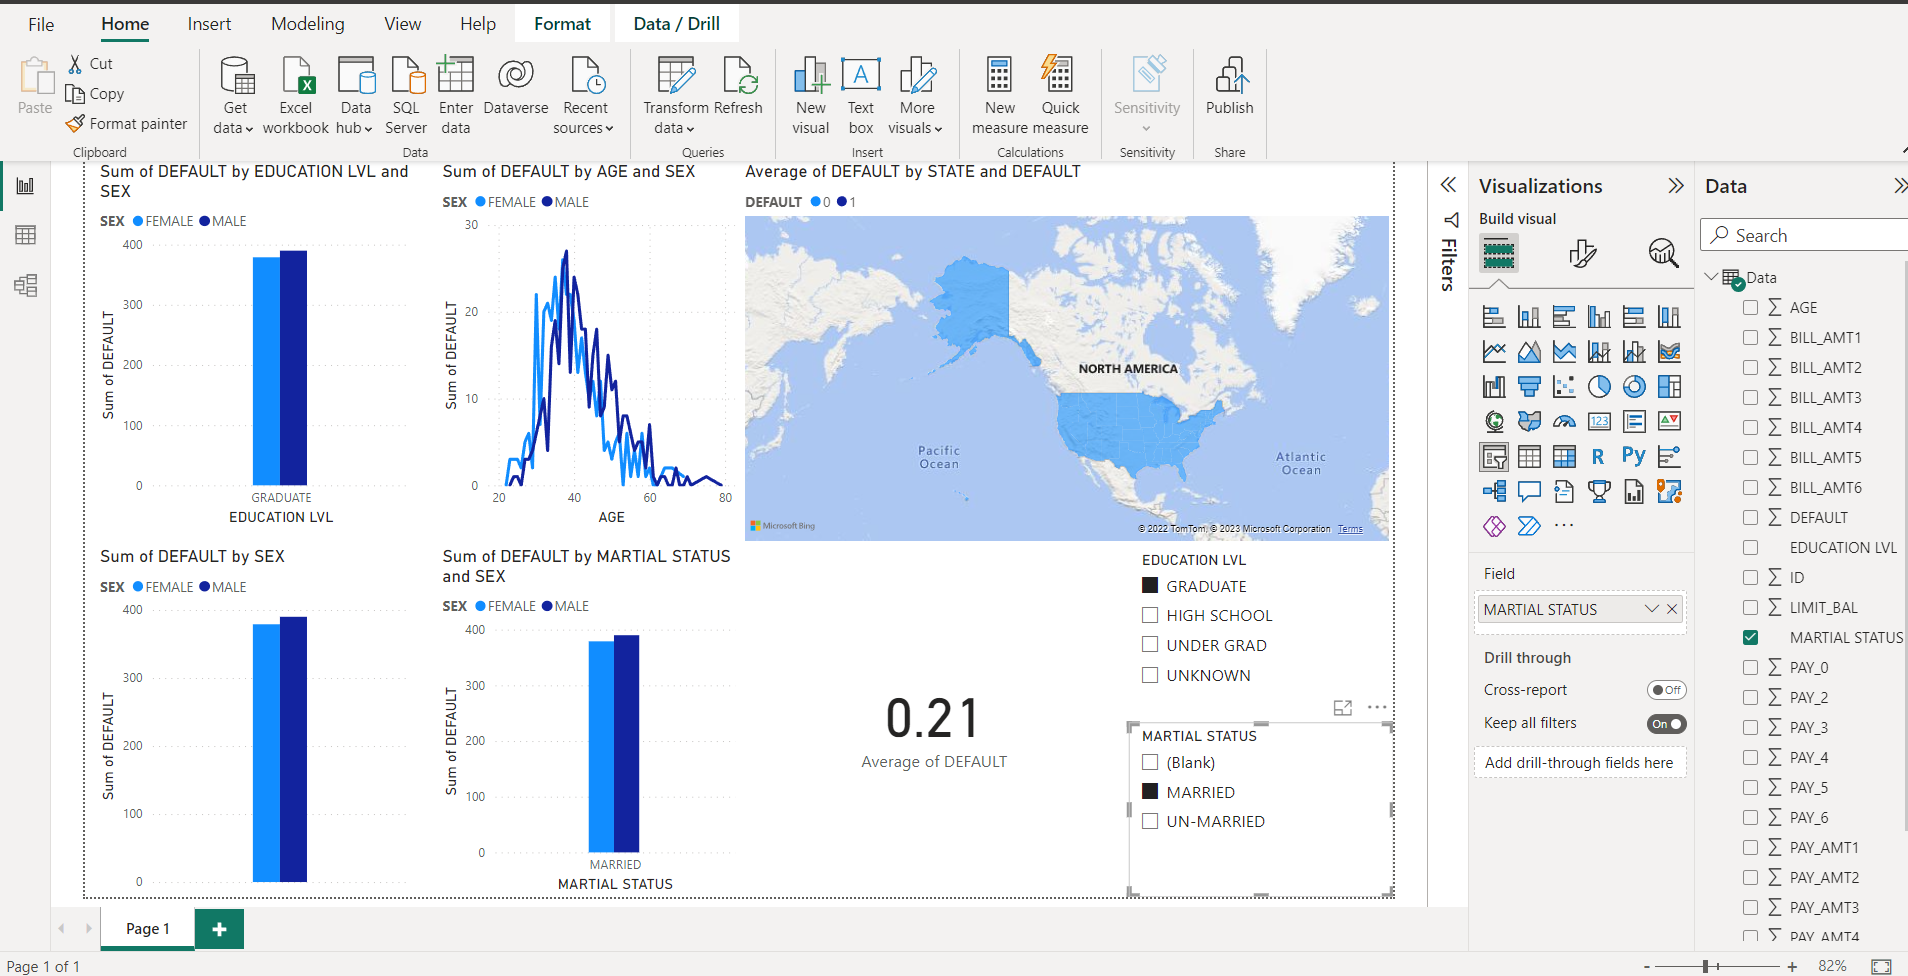 File
Home
Insert
Modeling
View
Help
Format
Data / Drill
Paste
Cut
Copy
Format painter
Clipboard
Get data
Excel workbook
Data hub
SQL Server
Enter data
Dataverse
Recent sources
Data
Transform data
Refresh
Queries
New visual
Text box
A
More visuals
Insert
New measure
Quick measure
Calculations
Sensitivity
Sensitivity
Publish
Share
Sum of DEFAULT by EDUCATION LVL and
SEX
SEX FEMALE MALE
400
300
200
100
0
Sum of DEFAULT
GRADUATE
EDUCATION LVL
Sum of DEFAULT by AGE and SEX
SEX FEMALE MALE
30
20
10
0
Sum of DEFAULT
20 40 60 80
AGE
Average of DEFAULT by STATE and DEFAULT
DEFAULT 0 1
NORTH AMERICA
Pacific
Ocean
Atlantic
Ocean
Microsoft Bing
© 2022 TomTom, © 2023 Microsoft Corporation Terms
Sum of DEFAULT by SEX
SEX FEMALE MALE
400
300
200
100
0
Sum of DEFAULT
Sum of DEFAULT by MARTIAL STATUS
and SEX
SEX FEMALE MALE
400
300
200
100
0
Sum of DEFAULT
MARRIED
MARTIAL STATUS
0.21
Average of DEFAULT
EDUCATION LVL
GRADUATE
HIGH SCHOOL
UNDER GRAD
UNKNOWN
MARTIAL STATUS
(Blank)
MARRIED
UN-MARRIED
Filters
Visualizations
Build visual
123
R
Py
Field
MARTIAL STATUS
Drill through
Cross-report
Off
Keep all filters
On
Add drill-through fields here
Data
Search
Data
AGE
BILL_AMT1
BILL_AMT2
BILL_AMT3
BILL_AMT4
BILL_AMT5
BILL_AMT6
DEFAULT
EDUCATION LVL
ID
LIMIT_BAL
MARTIAL STATUS
PAY_0
PAY_2
PAY_3
PAY_4
PAY_5
PAY_6
PAY_AMT1
PAY_AMT2
PAY_AMT3
PAY_AMT4
Page 1
Page 1 of 1
82%